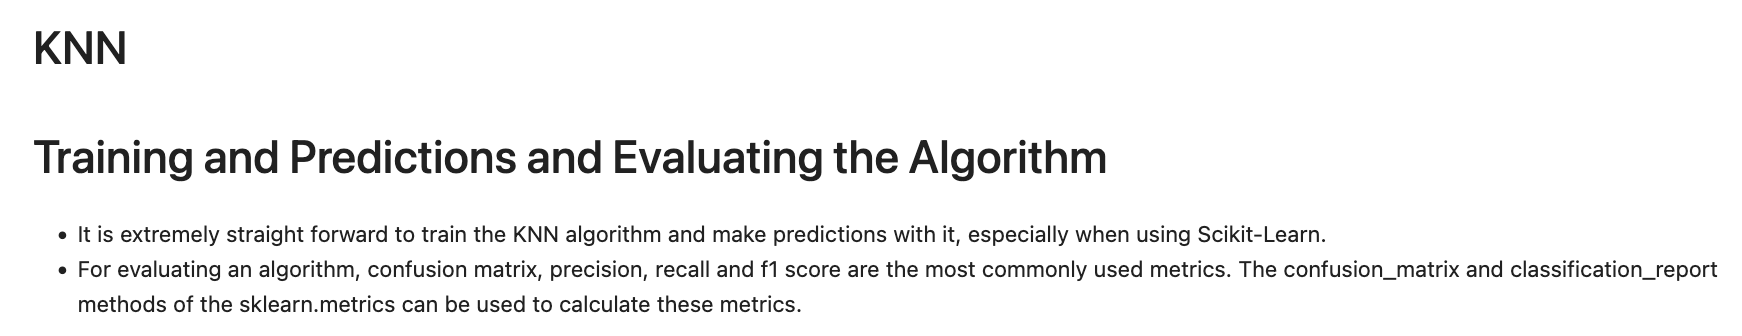 KNN
Training and Predictions and Evaluating the Algorithm
• It is extremely straight forward to train the KNN algorithm and make predictions with it, especially when using Scikit-Learn.
• For evaluating an algorithm, confusion matrix, precision, recall and f1 score are the most commonly used metrics. The confusion_matrix and classification_report
methods of the sklearn.metrics can be used to calculate these metrics.